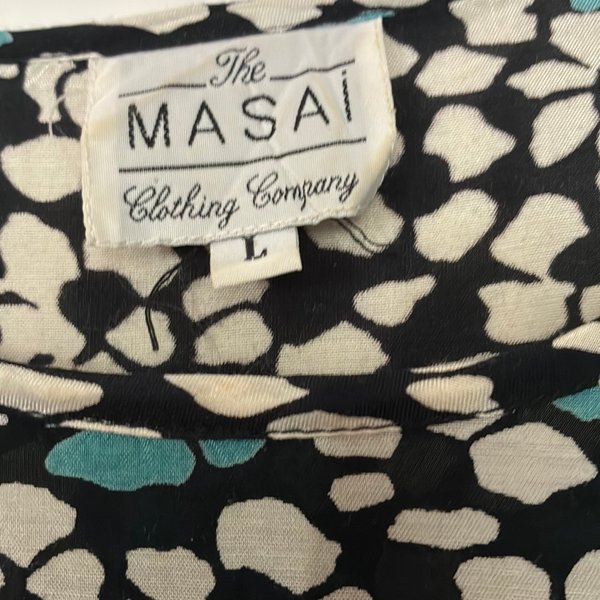 The
MASAI
Clothing Company
L